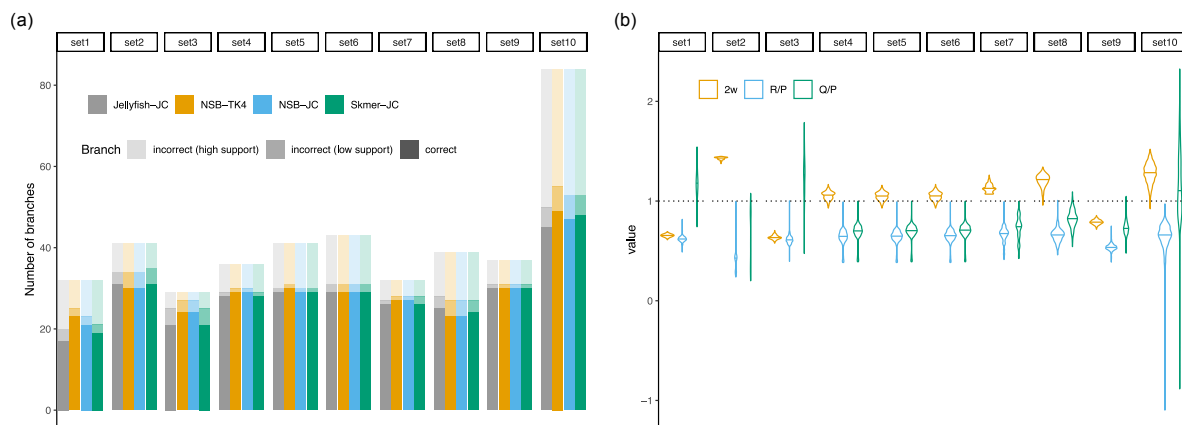 (a)
set1 set2 set3 set4 set5 set6 set7 set8 set9 set10
80
60
40
20
0
Number of branches
Jellyfish–JC NSB–TK4 NSB–JC Skmer–JC
Branch incorrect (high support) incorrect (low support) correct
(b)
set1 set2 set3 set4 set5 set6 set7 set8 set9 set10
2w R/P Q/P
2
1
0
−1
value